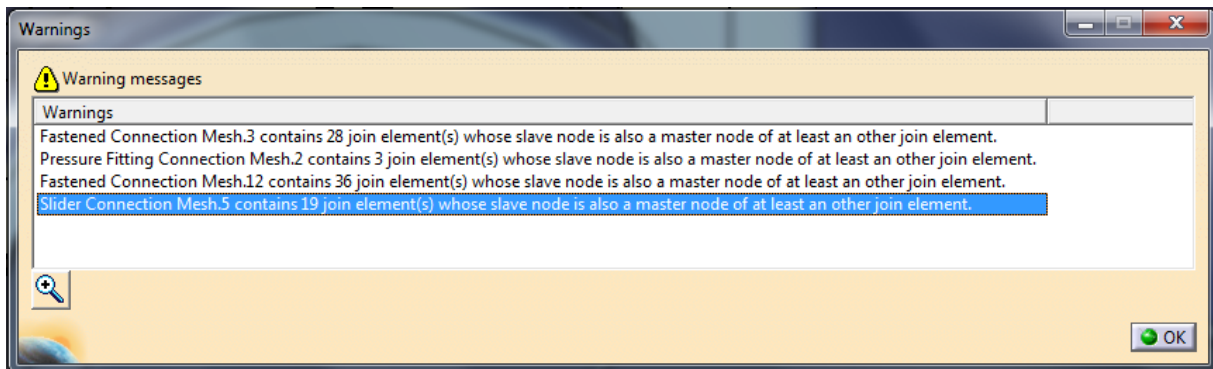 Warnings
Warning messages
Warnings
Fastened Connection Mesh.3 contains 28 join element(s) whose slave node is also a master node of at least an other join element.
Pressure Fitting Connection Mesh.2 contains 3 join element(s) whose slave node is also a master node of at least an other join element.
Fastened Connection Mesh.12 contains 36 join element(s) whose slave node is also a master node of at least an other join element.
Slider Connection Mesh.5 contains 19 join element(s) whose slave node is also a master node of at least an other join element.
OK